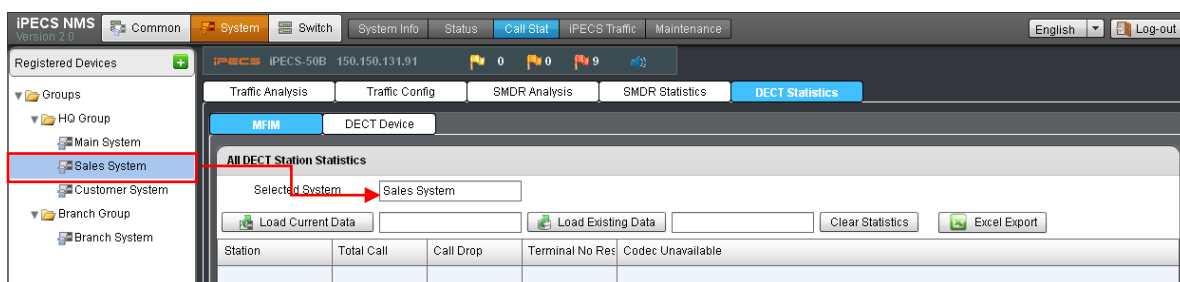 iPECS NMS Common System Switch System Info Status Call Stat iPECS Traffic Maintenance English Log-out
Version 2.0
Registered Devices iPECS iPECS-50B 150.150.131.91 0 0 9
Groups Traffic Analysis Traffic Config SMDR Analysis SMDR Statistics DECT Statistics
HQ Group MFIM DECT Device
Main System
Sales System All DECT Station Statistics
Customer System Selected System Sales System
Branch Group Load Current Data Load Existing Data Clear Statistics Excel Export
Branch System
Station Total Call Call Drop Terminal No Res Codec Unavailable